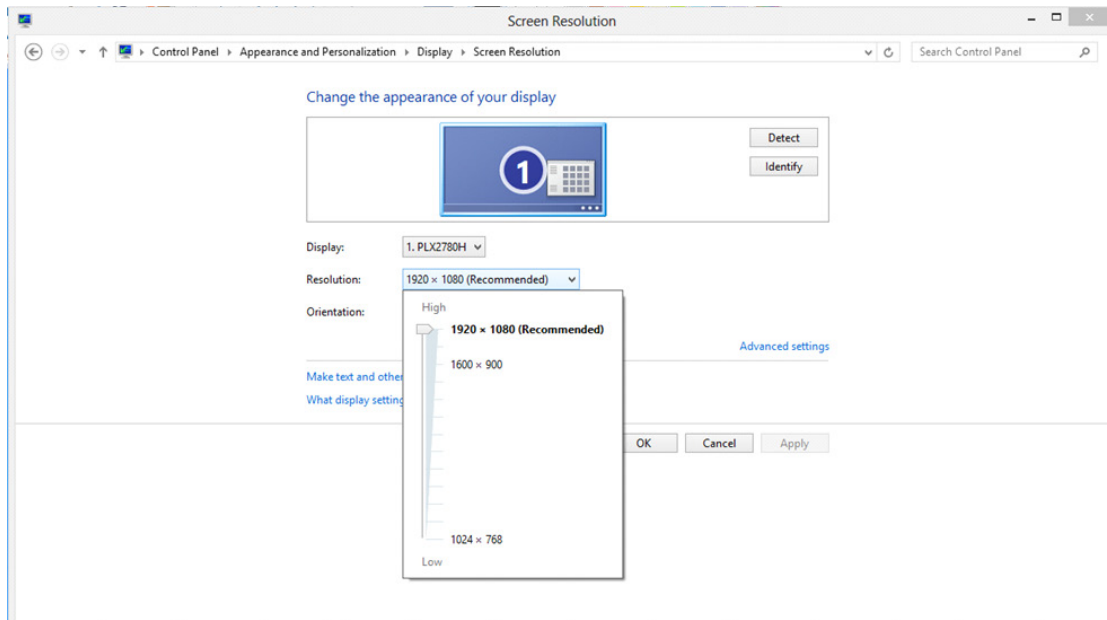 Screen Resolution
Control Panel Appearance and Personalization Display Screen Resolution
Search Control Panel
Change the appearance of your display
1
Detect
Identify
Display: 1. PLX2780H
Resolution: 1920 × 1080 (Recommended)
Orientation:
High
1920 × 1080 (Recommended)
1600 × 900
1024 × 768
Low
Advanced settings
Make text and other
What display setting
OK Cancel Apply